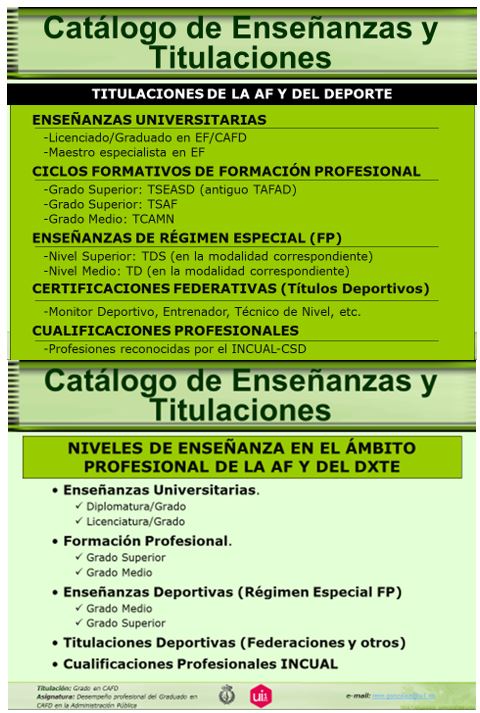 Catálogo de Enseñanzas y
Titulaciones
TITULACIONES DE LA AF Y DEL DEPORTE
ENSEÑANZAS UNIVERSITARIAS
-Licenciado/Graduado en EF/CAFD
-Maestro especialista en EF
CICLOS FORMATIVOS DE FORMACIÓN PROFESIONAL
-Grado Superior: TSEASD (antiguo TAFAD)
-Grado Superior: TSAF
-Grado Medio: TCAMN
ENSEÑANZAS DE RÉGIMEN ESPECIAL (FP)
-Nivel Superior: TDS (en la modalidad correspondiente)
-Nivel Medio: TD (en la modalidad correspondiente)
CERTIFICACIONES FEDERATIVAS (Títulos Deportivos)
-Monitor Deportivo, Entrenador, Técnico de Nivel, etc.
CUALIFICACIONES PROFESIONALES
-Profesiones reconocidas por el INCUAL-CSD
Catálogo de Enseñanzas y
Titulaciones
NIVELES DE ENSEÑANZA EN EL ÁMBITO
PROFESIONAL DE LA AF Y DEL DXTE
• Enseñanzas Universitarias.
✓ Diplomatura/Grado
✓ Licenciatura/Grado
• Formación Profesional.
✓ Grado Superior
✓ Grado Medio
• Enseñanzas Deportivas (Régimen Especial FP)
✓ Grado Medio
✓ Grado Superior
• Titulaciones Deportivas (Federaciones y otros)
• Cualificaciones Profesionales INCUAL
Titulación: Grado en CAFD
Asignatura: Desempeño profesional del Graduado en
CAFD en la Administración Pública
e-mail: